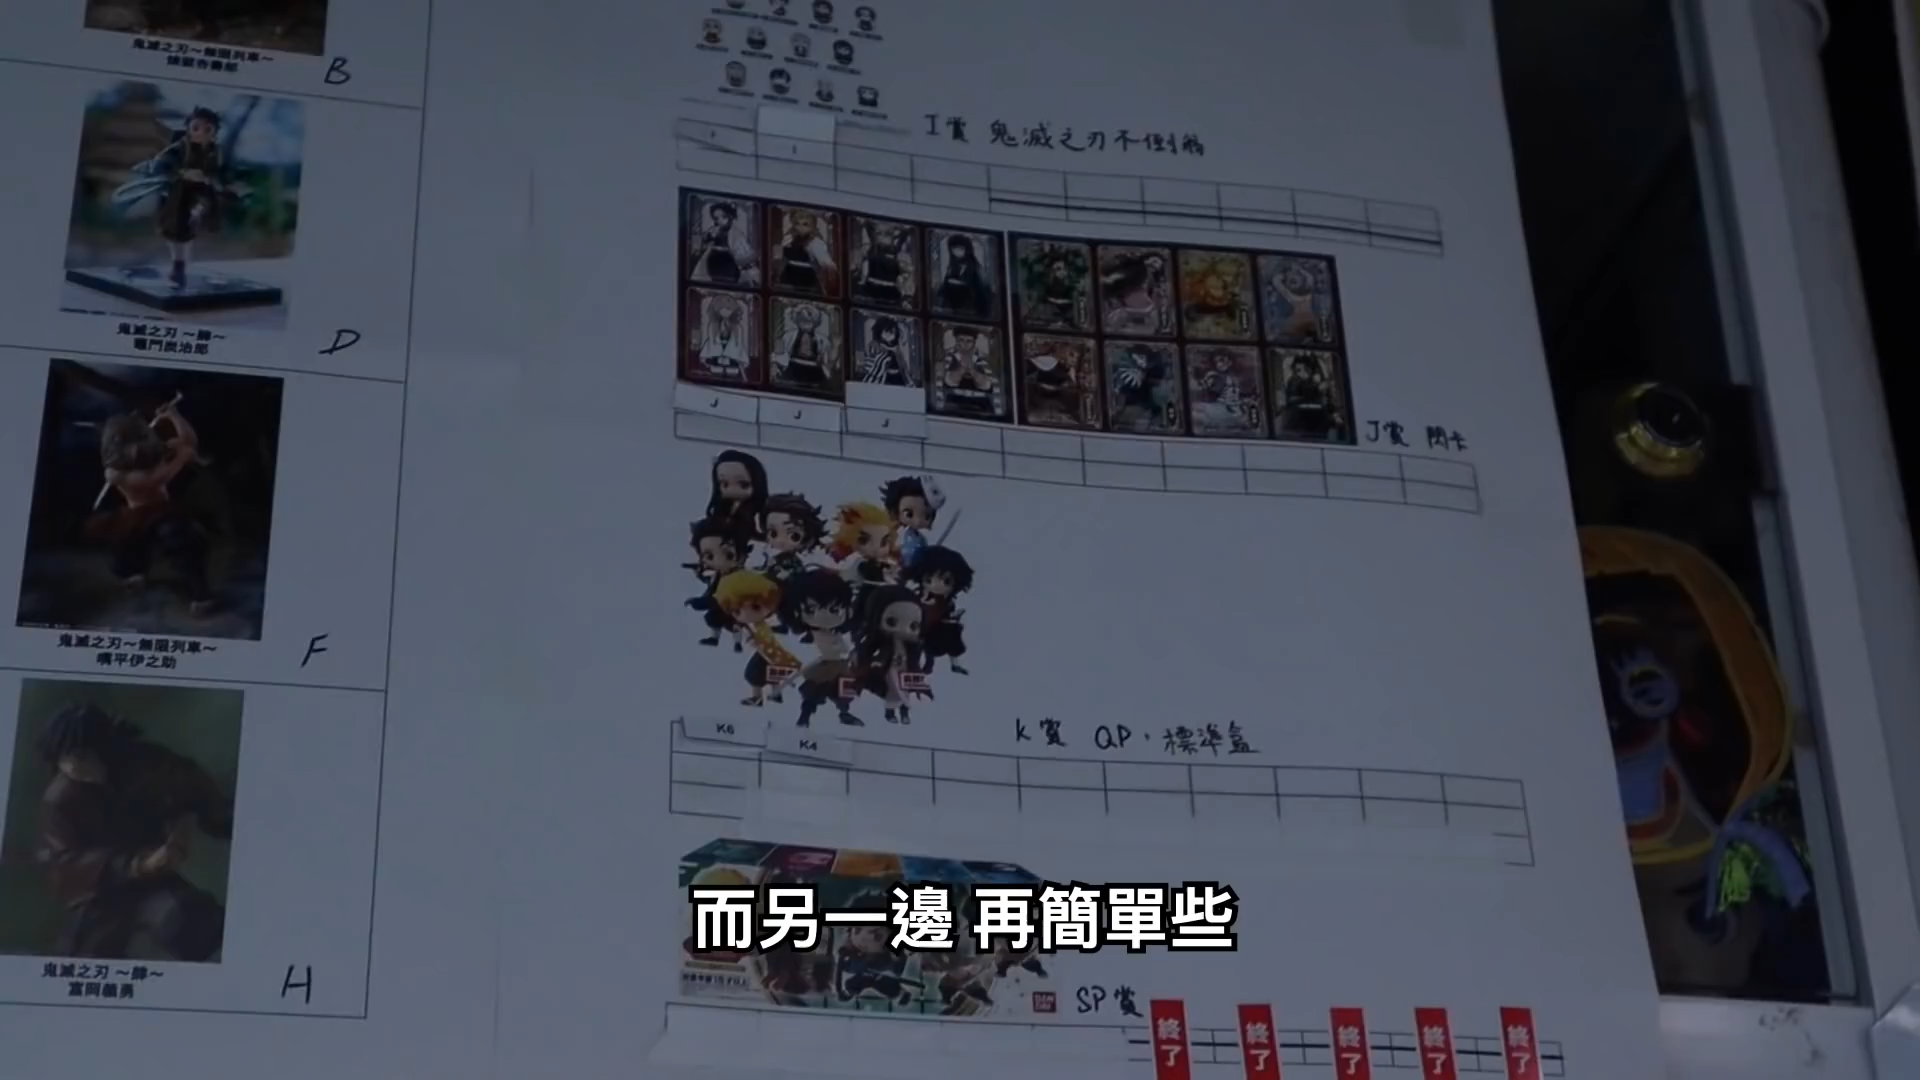 鬼滅之刃～無限列車～
B
鬼滅之刃 ～肆～
竈門炭治郎
D
鬼滅之刃～無限列車～
嘴平伊之助
F
鬼滅之刃 ～肆～
富岡義勇
H
I賞 鬼滅之刃不倒翁
J
J
J
J賞 閃卡
K6
K4
K賞 QP、標準盒
SP賞
終了
終了
終了
終了
終了
而另一邊 再簡單些